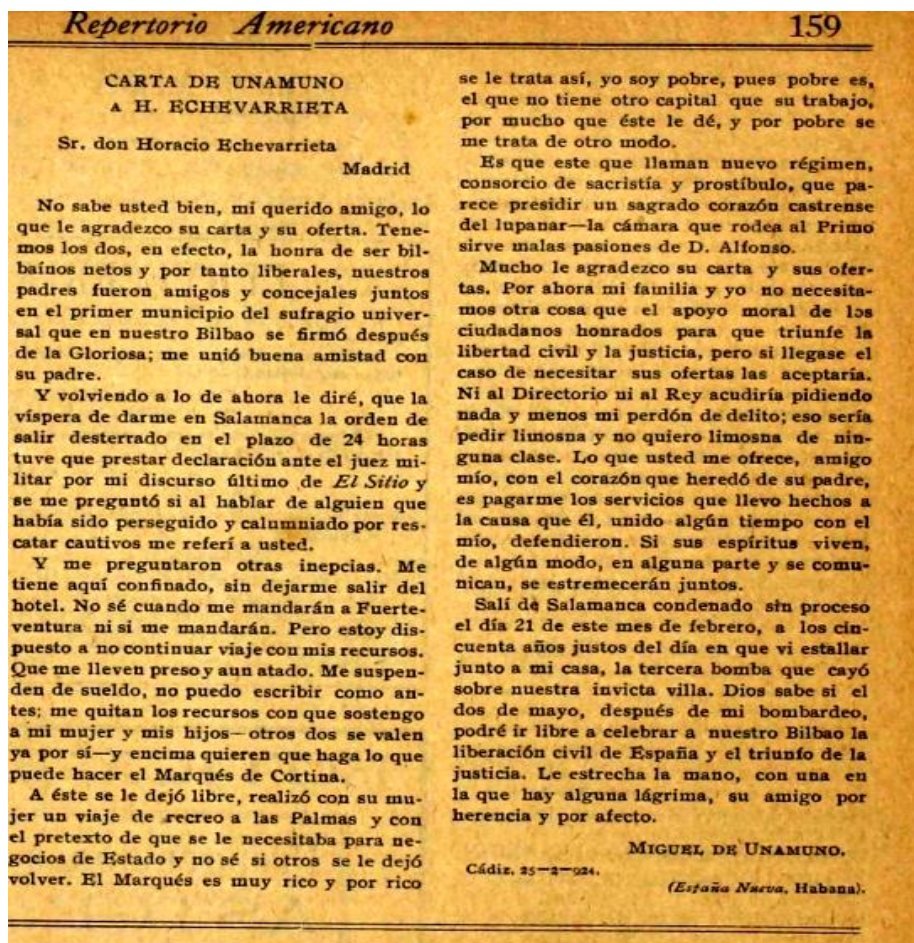 Repertorio Americano
159
CARTA DE UNAMUNO
A H. ECHEVARRIETA
Sr. don Horacio Echevarrieta
Madrid
No sabe usted bien, mi querido amigo, lo
que le agradezco su carta y su oferta. Tene-
mos los dos, en efecto, la honra de ser bil-
baínos netos y por tanto liberales, nuestros
padres fueron amigos y concejales juntos
en el primer municipio del sufragio univer-
sal que en nuestro Bilbao se firmó después
de la Gloriosa; me unió buena amistad con
su padre.
Y volviendo a lo de ahora le diré, que la
víspera de darme en Salamanca la orden de
salir desterrado en el plazo de 24 horas
tuve que prestar declaración ante el juez mi-
litar por mi discurso último de El Sitio y
se me preguntó si al hablar de alguien que
había sido perseguido y calumniado por res-
catar cautivos me referí a usted.
Y me preguntaron otras inepcias. Me
tiene aquí confinado, sin dejarme salir del
hotel. No sé cuando me mandarán a Fuerte-
ventura ni si me mandarán. Pero estoy dis-
puesto a no continuar viaje con mis recursos.
Que me lleven preso y aun atado. Me suspen-
den de sueldo, no puedo escribir como an-
tes; me quitan los recursos con que sostengo
a mi mujer y mis hijos—otros dos se valen
ya por sí—y encima quieren que haga lo que
puede hacer el Marqués de Cortina.
A éste se le dejó libre, realizó con su mu-
jer un viaje de recreo a las Palmas y con
el pretexto de que se le necesitaba para ne-
gocios de Estado y no sé si otros se le dejó
volver. El Marqués es muy rico y por rico
se le trata así, yo soy pobre, pues pobre es,
el que no tiene otro capital que su trabajo,
por mucho que éste le dé, y por pobre se
me trata de otro modo.
Es que este que llaman nuevo régimen,
consorcio de sacristía y prostíbulo, que pa-
rece presidir un sagrado corazón castrense
del lupanar—la cámara que rodea al Primo
sirve malas pasiones de D. Alfonso.
Mucho le agradezco su carta y sus ofer-
tas. Por ahora mi familia y yo no necesita-
mos otra cosa que el apoyo moral de los
ciudadanos honrados para que triunfe la
libertad civil y la justicia, pero si llegase el
caso de necesitar sus ofertas las aceptaría.
Ni al Directorio ni al Rey acudiría pidiendo
nada y menos mi perdón de delito; eso sería
pedir limosna y no quiero limosna de nin-
guna clase. Lo que usted me ofrece, amigo
mío, con el corazón que heredó de su padre,
es pagarme los servicios que llevo hechos a
la causa que él, unido algún tiempo con el
mío, defendieron. Si sus espíritus viven,
de algún modo, en alguna parte y se comu-
nican, se estremecerán juntos.
Salí de Salamanca condenado sin proceso
el día 21 de este mes de febrero, a los cin-
cuenta años justos del día en que vi estallar
junto a mi casa, la tercera bomba que cayó
sobre nuestra invicta villa. Dios sabe si el
dos de mayo, después de mi bombardeo,
podré ir libre a celebrar a nuestro Bilbao la
liberación civil de España y el triunfo de la
justicia. Le estrecha la mano, con una en
la que hay alguna lágrima, su amigo por
herencia y por afecto.
MIGUEL DE UNAMUNO.
Cádiz, 25—2—924.
(España Nueva, Habana).